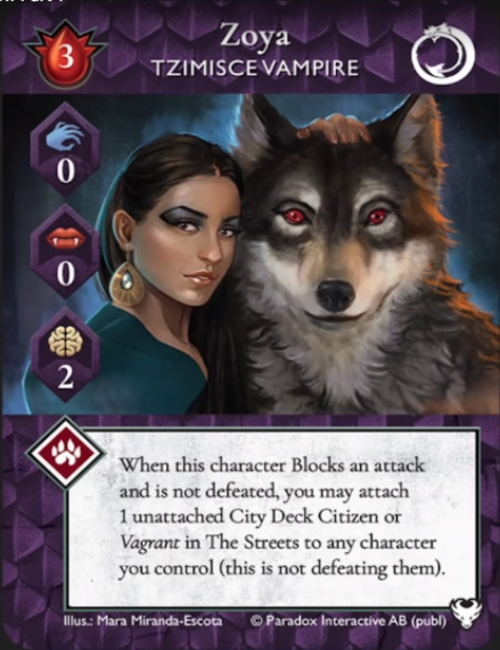 3
Zoya
TZIMISCE VAMPIRE
0
0
2
When this character Blocks an attack
and is not defeated, you may attach
1 unattached City Deck Citizen or
Vagrant in The Streets to any character
you control (this is not defeating them).
Illus.: Mara Miranda-Escota © Paradox Interactive AB (publ)